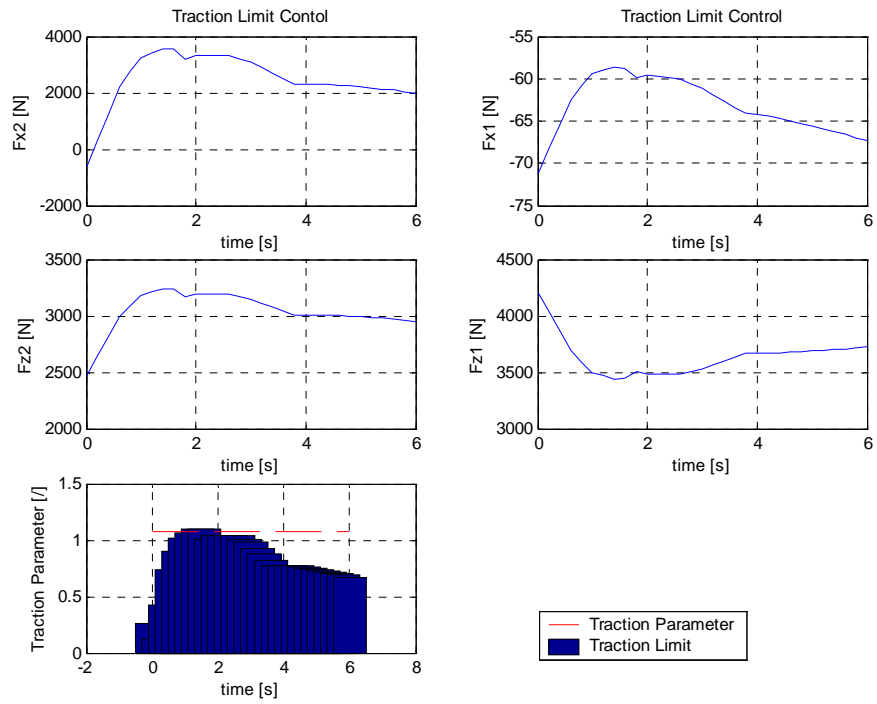 Traction Limit Contol
4000
2000
0
-2000
Fx2 [N]
0 2 4 6
time [s]
Traction Limit Control
-55
-60
-65
-70
-75
Fx1 [N]
0 2 4 6
time [s]
3500
3000
2500
2000
Fz2 [N]
0 2 4 6
time [s]
4500
4000
3500
3000
Fz1 [N]
0 2 4 6
time [s]
1.5
1
0.5
0
Traction Parameter [/]
-2 0 2 4 6 8
time [s]
Traction Parameter
Traction Limit